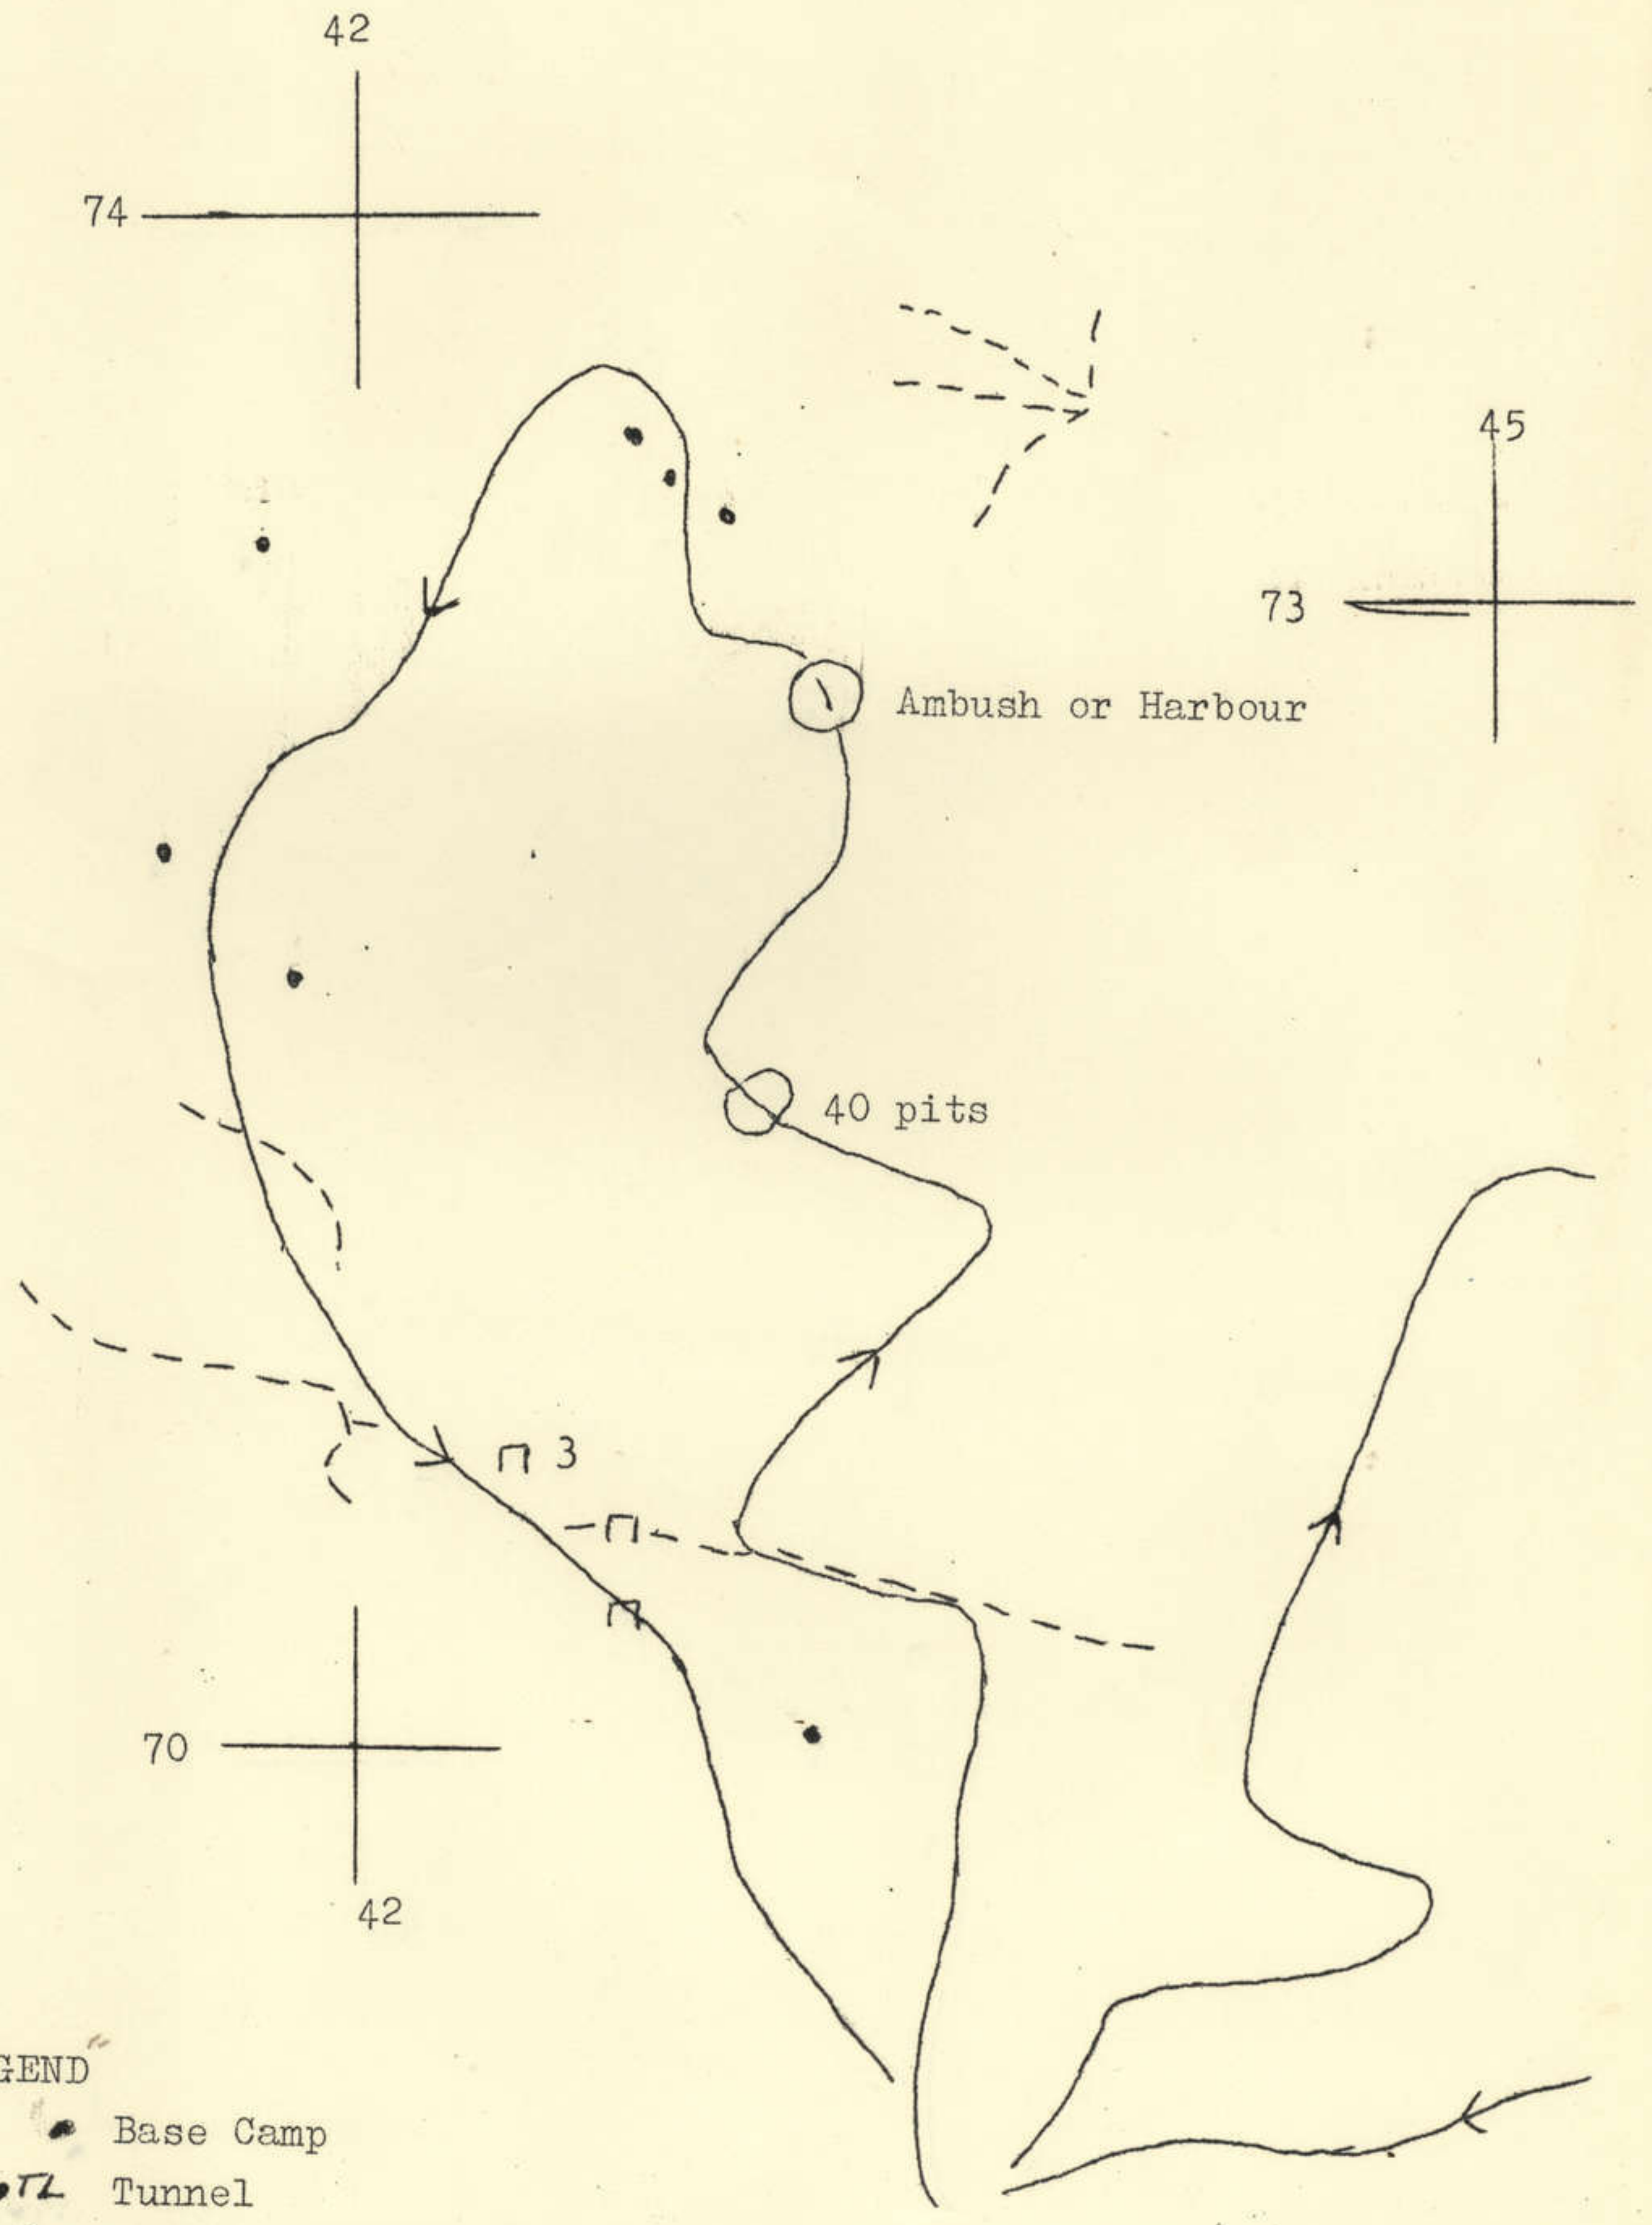 42
74
45
73
Ambush or Harbour
40 pits
3
70
42
GEND
Base Camp
TL Tunnel